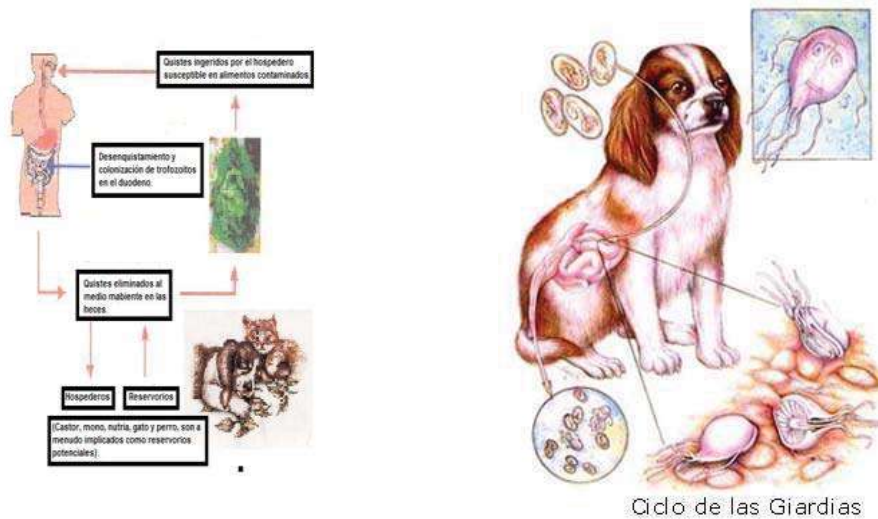 Quistes ingeridos por el hospedero
susceptible en alimentos contaminados.
Desenquistamiento y
colonización de trofozoitos
en el duodeno.
Quistes eliminados al
medio mabiente en las
heces.
Hospederos
Reservorios
(Castor, mono, nutria, gato y perro, son a
menudo implicados como reservorios
potenciales).
Ciclo de las Giardias